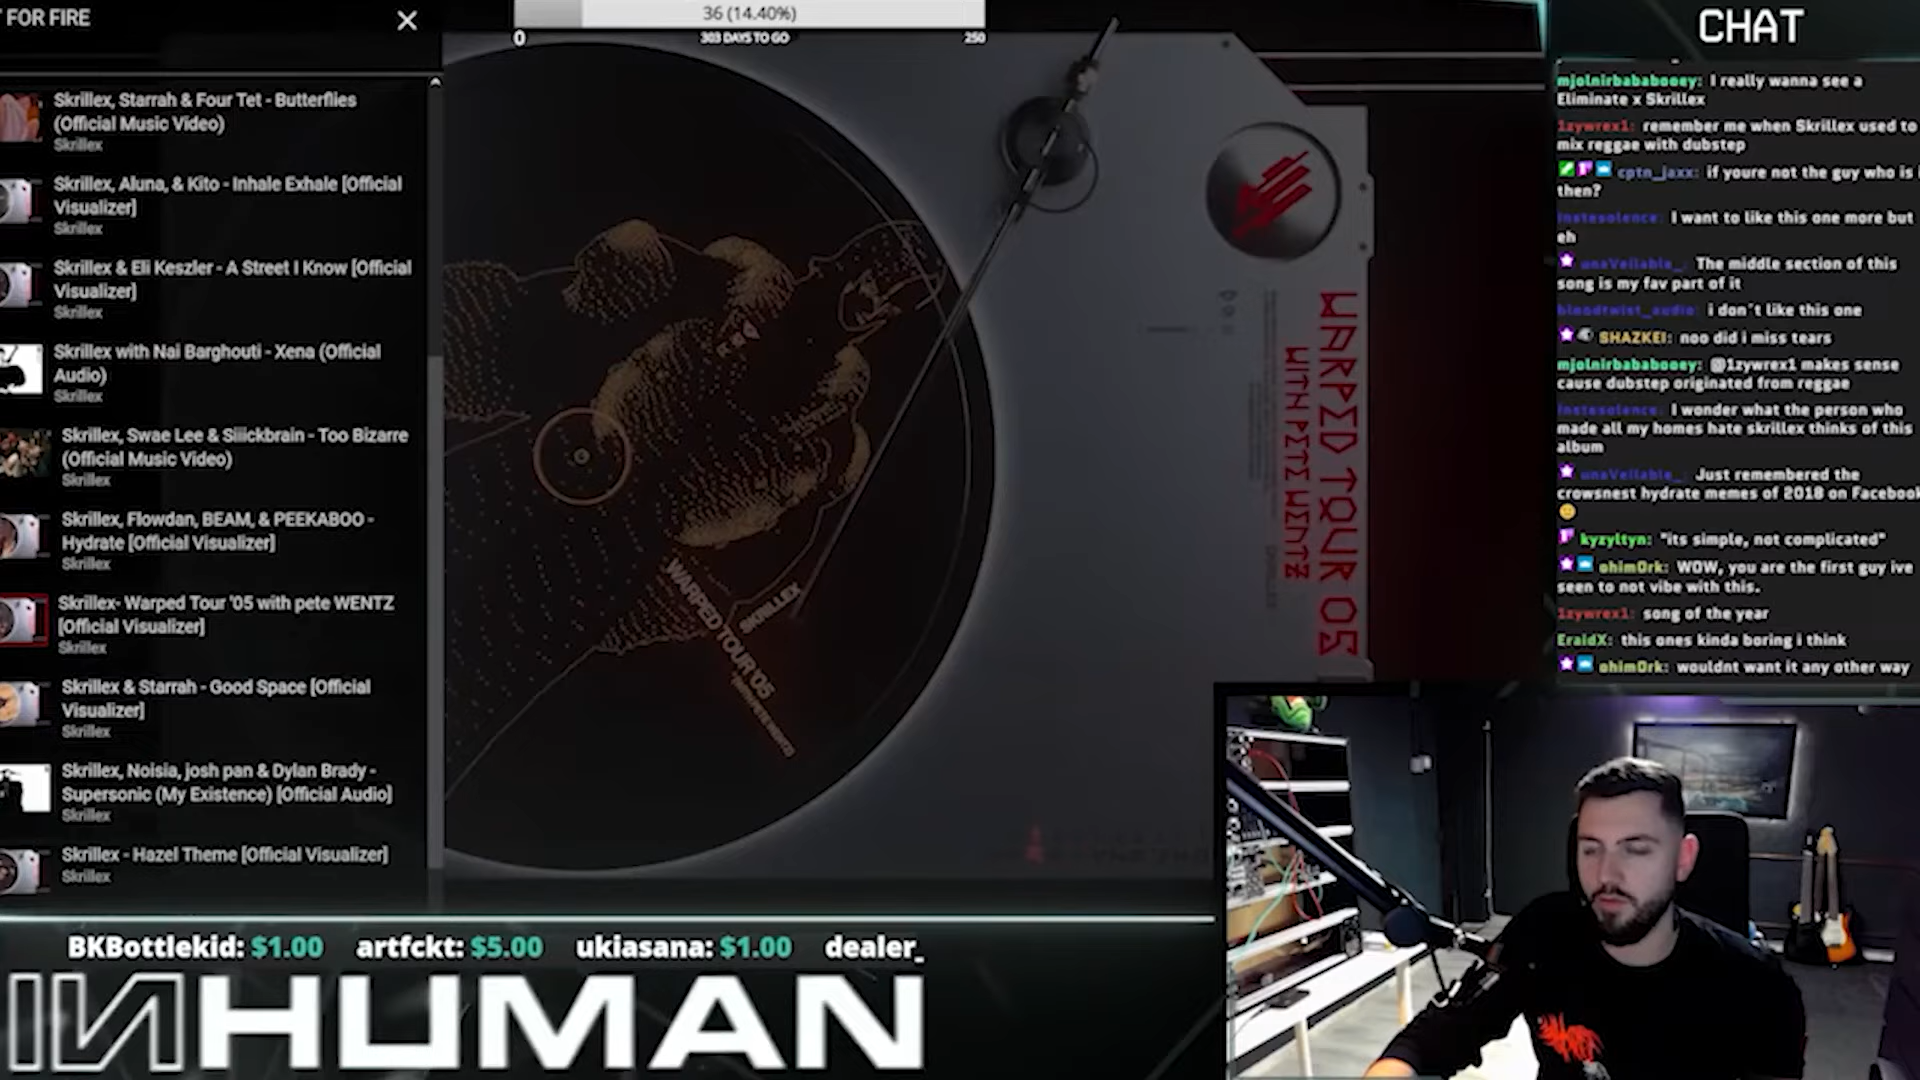 FOR FIRE
36 (14.40%)
0
303 DAYS TO GO
250
Skrillex, Starrah & Four Tet - Butterflies
(Official Music Video)
Skrillex
Skrillex, Aluna, & Kito - Inhale Exhale [Official
Visualizer]
Skrillex
Skrillex & Eli Keszler - A Street I Know [Official
Visualizer]
Skrillex
Skrillex with Nai Barghouti - Xena (Official
Audio)
Skrillex
Skrillex, Swae Lee & Siiickbrain - Too Bizarre
(Official Music Video)
Skrillex
Skrillex, Flowdan, BEAM, & PEEKABOO -
Hydrate [Official Visualizer]
Skrillex
Skrillex- Warped Tour '05 with pete WENTZ
[Official Visualizer]
Skrillex
Skrillex & Starrah - Good Space [Official
Visualizer]
Skrillex
Skrillex, Noisia, josh pan & Dylan Brady -
Supersonic (My Existence) [Official Audio]
Skrillex
Skrillex - Hazel Theme [Official Visualizer]
Skrillex
SKRILLEX
WARPED TOUR '05
WARPED TOUR 05
WITH PETE WENTZ
CHAT
mjolnirbababooey: I really wanna see a
Eliminate x Skrillex
1zywrex1: remember me when Skrillex used to
mix reggae with dubstep
cptn_jaxx: if youre not the guy who is i
then?
instesolence: I want to like this one more but
eh
unaVeilable_: The middle section of this
song is my fav part of it
bloodtwist_audio: i don't like this one
SHAZKEI: noo did i miss tears
mjolnirbababooey: @1zywrex1 makes sense
cause dubstep originated from reggae
instesolence: I wonder what the person who
made all my homes hate skrillex thinks of this
album
unaVeilable_: Just remembered the
crowsnest hydrate memes of 2018 on Facebook
kyzyltyn: "its simple, not complicated"
ohim0rk: WOW, you are the first guy ive
seen to not vibe with this.
1zywrex1: song of the year
EraidX: this ones kinda boring i think
ohim0rk: wouldnt want it any other way
BKBottlekid: $1.00 artfckt: $5.00 ukiasana: $1.00 dealer_
INHUMAN